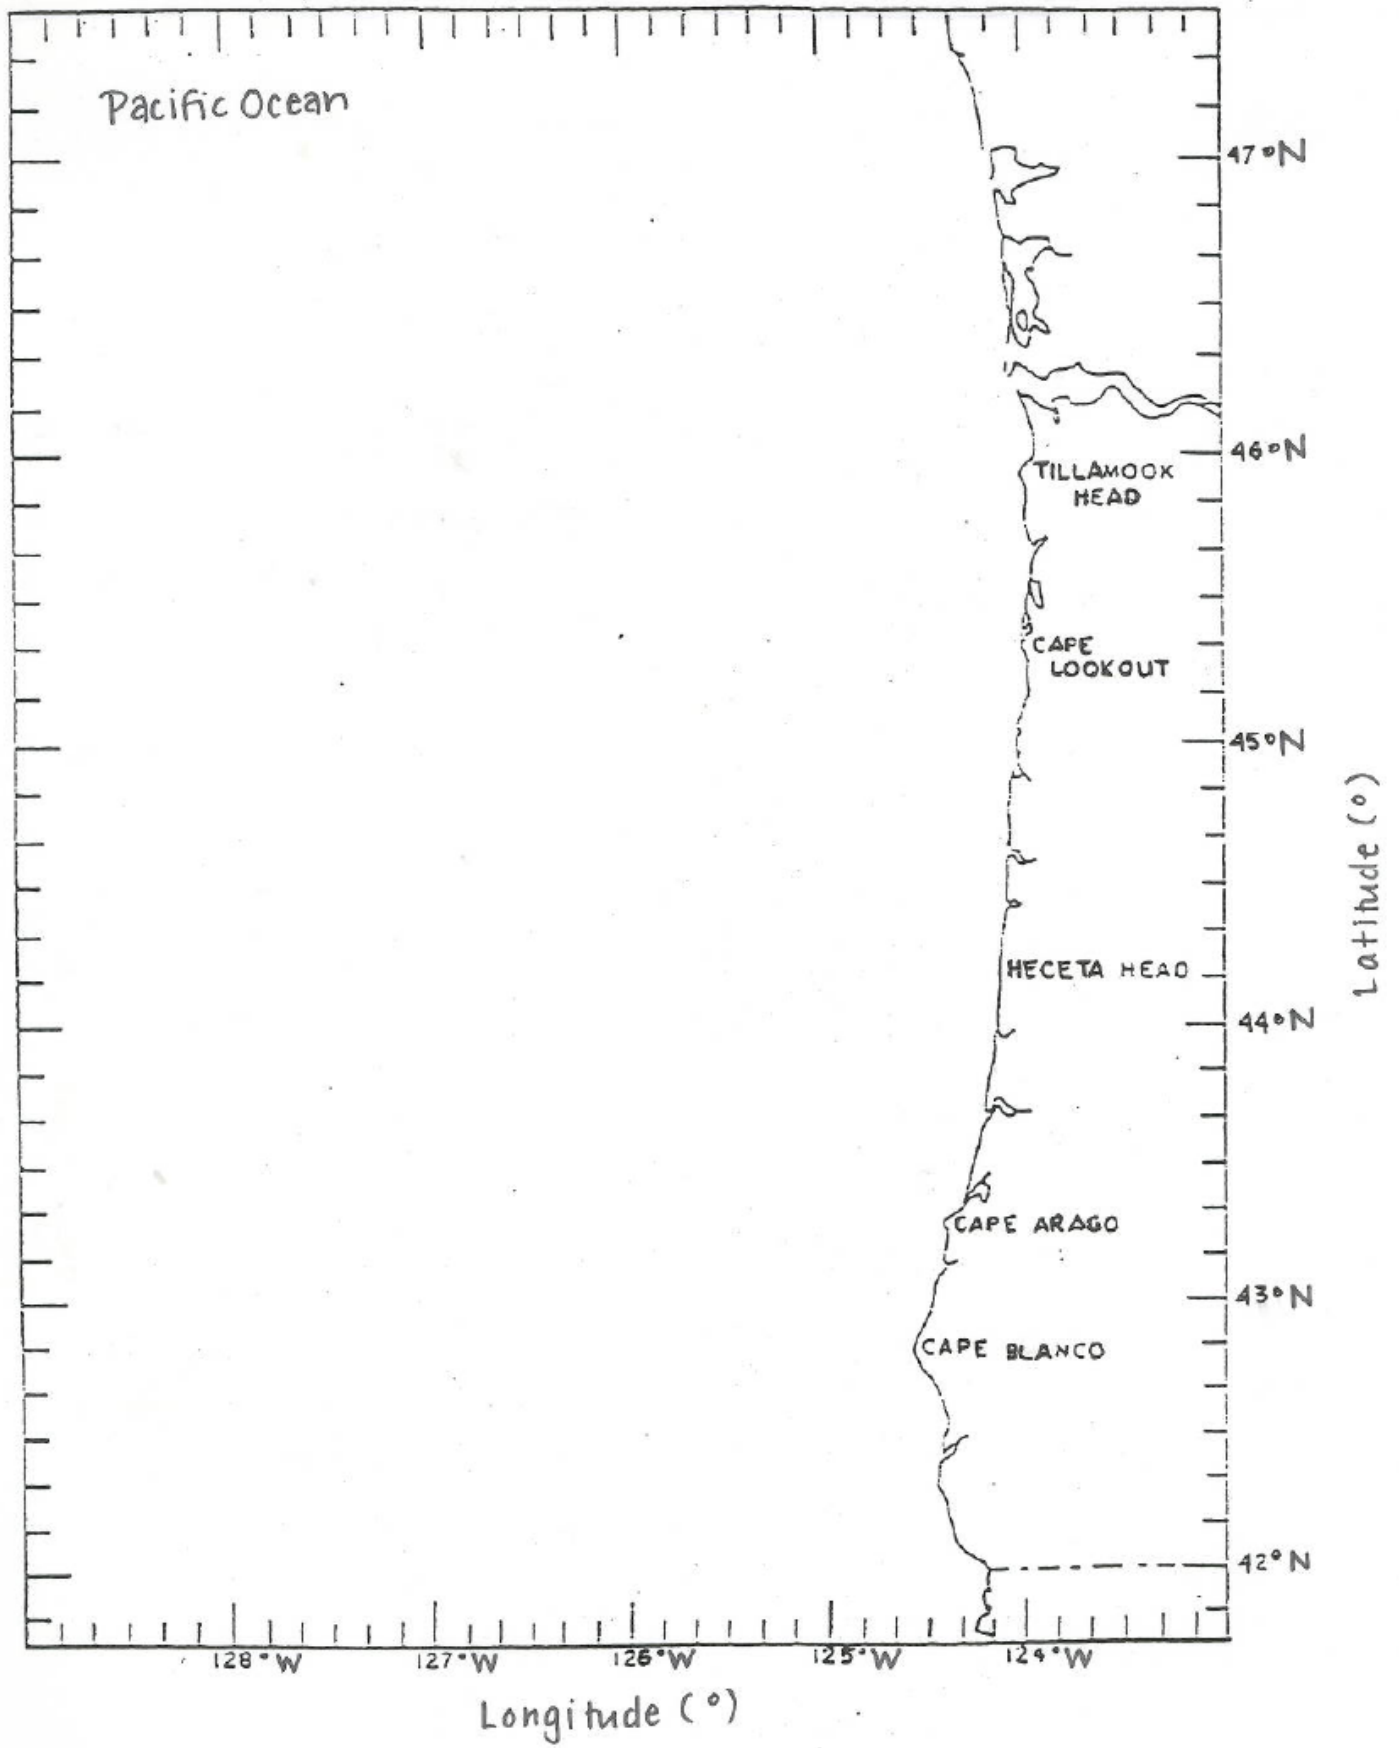 Pacific Ocean
47°N
46°N
TILLAMOOK
HEAD
CAPE
LOOKOUT
45°N
Latitude (°)
HECETA HEAD
44°N
CAPE ARAGO
43°N
CAPE BLANCO
42°N
128°W 127°W 126°W 125°W 124°W
Longitude (°)